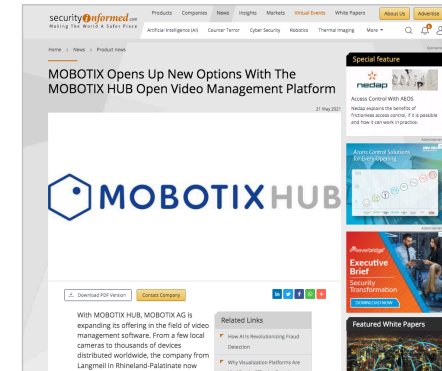 securityinformed.com
Making The World A Safer Place
Products Companies News Insights Markets Virtual Events White Papers About Us Advertise
Artificial Intelligence (AI) Counter Terror Cyber Security Robotics Thermal Imaging More
Home > News > Product news
MOBOTIX Opens Up New Options With The
MOBOTIX HUB Open Video Management Platform
21 May 2021
MOBOTIX HUB
Download PDF Version Contact Company
With MOBOTIX HUB, MOBOTIX AG is
expanding its offering in the field of video
management software. From a few local
cameras to thousands of devices
distributed worldwide, the company from
Langmeil in Rhineland-Palatinate now
Related Links
How AI Is Revolutionizing Fraud
Detection
Why Visualization Platforms Are
Special feature
nedap
Access Control With AEOS
Nedap explains the benefits of
frictionless access control, if it is possible
and how it can work in practice.
Access Control Solutions
for Every Opening
everbridge
Executive
Brief
Security
Transformation
DOWNLOAD NOW
Featured White Papers